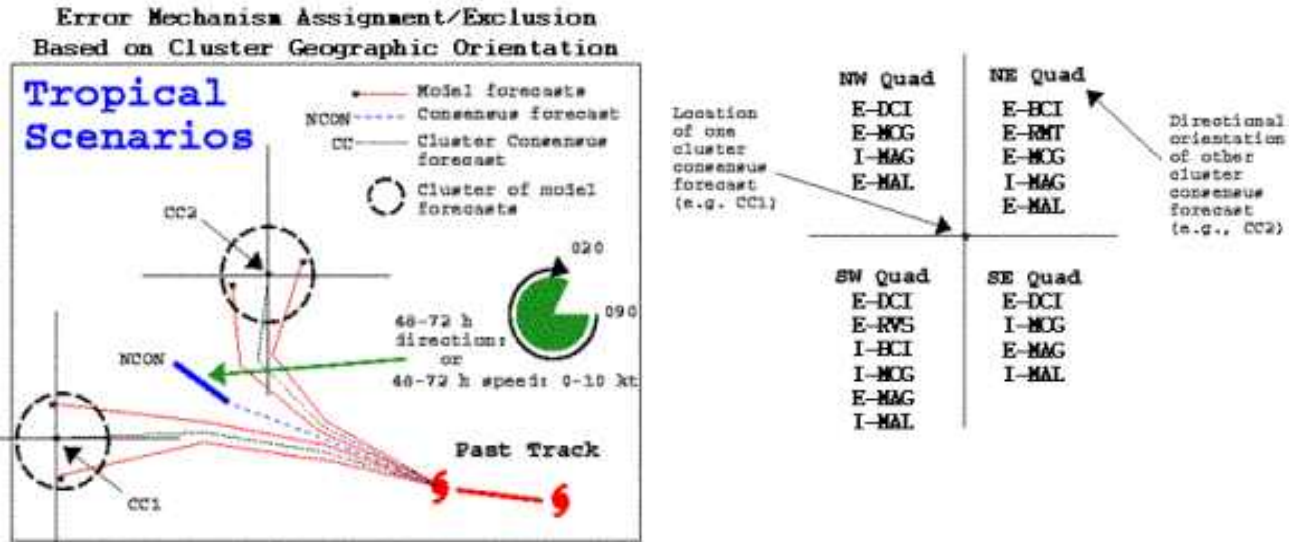 Error Mechanism Assignment/Exclusion
Based on Cluster Geographic Orientation
Tropical
Scenarios
Model forecasts
NCON
Consensus forecast
CC
Cluster Consensus
forecast
Cluster of model
forecasts
CC2
020
090
48-72 h
direction:
or
48-72 h speed: 0-10 kt
NCON
Past Track
CC1
Location
of one
cluster
consensus
forecast
(e.g. CC1)
NW Quad
E-DCI
E-MOG
I-MAG
E-MAL
NE Quad
E-BCI
E-RMT
E-MOG
I-MAG
E-MAL
Directional
orientation
of other
cluster
consensus
forecast
(e.g., CC2)
SW Quad
E-DCI
E-RVS
I-BCI
I-MOG
E-MAG
I-MAL
SE Quad
E-DCI
I-MOG
E-MAG
I-MAL